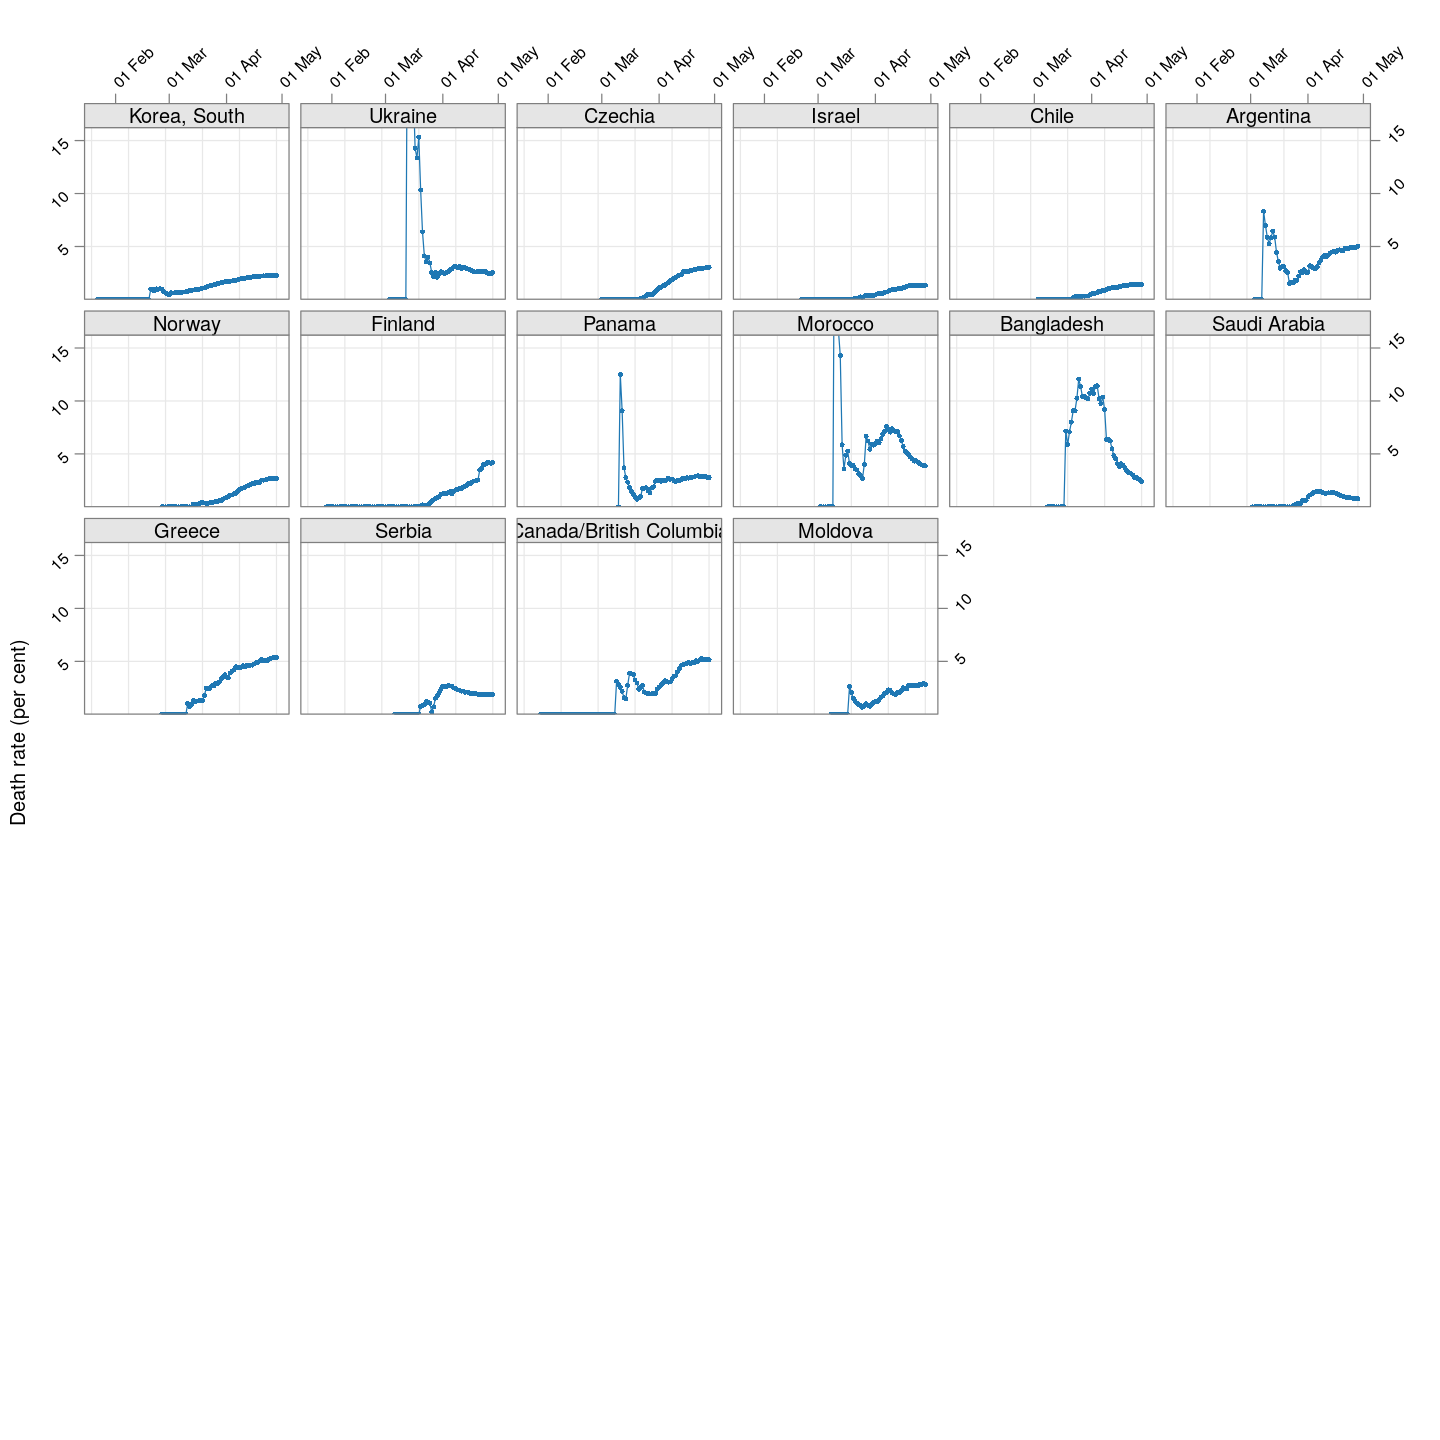 01 Feb 01 Mar 01 Apr 01 May 01 Feb 01 Mar 01 Apr 01 May 01 Feb 01 Mar 01 Apr 01 May 01 Feb 01 Mar 01 Apr 01 May 01 Feb 01 Mar 01 Apr 01 May 01 Feb 01 Mar 01 Apr 01 May
Korea, South Ukraine Czechia Israel Chile Argentina
15 15
10 10
5 5
Norway Finland Panama Morocco Bangladesh Saudi Arabia
15 15
10 10
5 5
Greece Serbia Canada/British Columbia Moldova
15 15
10 10
5 5
Death rate (per cent)